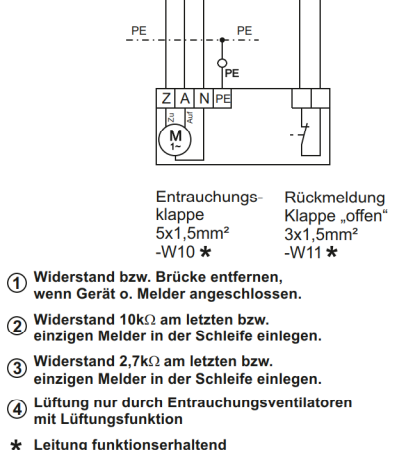 PE PE
PE
Z A N PE
Zu Auf
M
1~
Entrauchungs-
klappe
5x1,5mm²
-W10 *
Rückmeldung
Klappe „offen“
3x1,5mm²
-W11 *
1 Widerstand bzw. Brücke entfernen,
wenn Gerät o. Melder angeschlossen.
2 Widerstand 10kΩ am letzten bzw.
einzigen Melder in der Schleife einlegen.
3 Widerstand 2,7kΩ am letzten bzw.
einzigen Melder in der Schleife einlegen.
4 Lüftung nur durch Entrauchungsventilatoren
mit Lüftungsfunktion
* Leitung funktionserhaltend